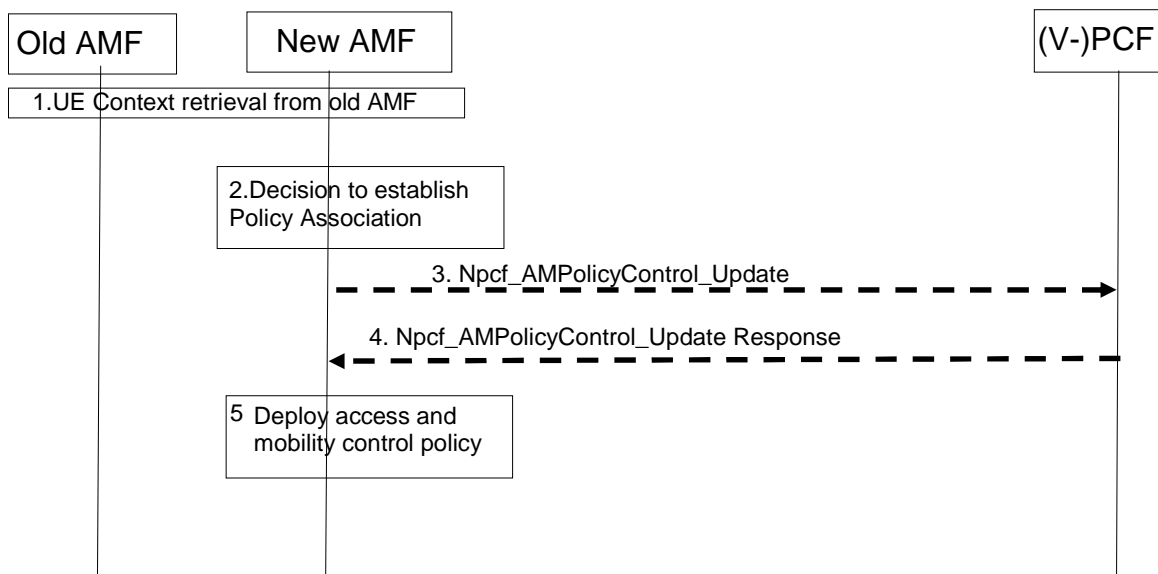 Old AMF
New AMF
(V-)PCF
1.UE Context retrieval from old AMF
2.Decision to establish
Policy Association
3. Npcf_AMPolicyControl_Update
4. Npcf_AMPolicyControl_Update Response
5 Deploy access and
mobility control policy